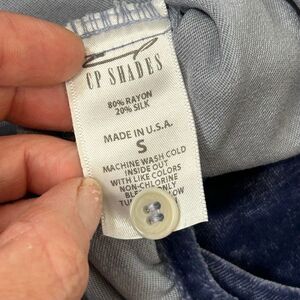 CP SHADES
80% RAYON
20% SILK
MADE IN U.S.A.
S
MACHINE WASH COLD
INSIDE OUT
WITH LIKE COLORS
NON-CHLORINE
ONLY